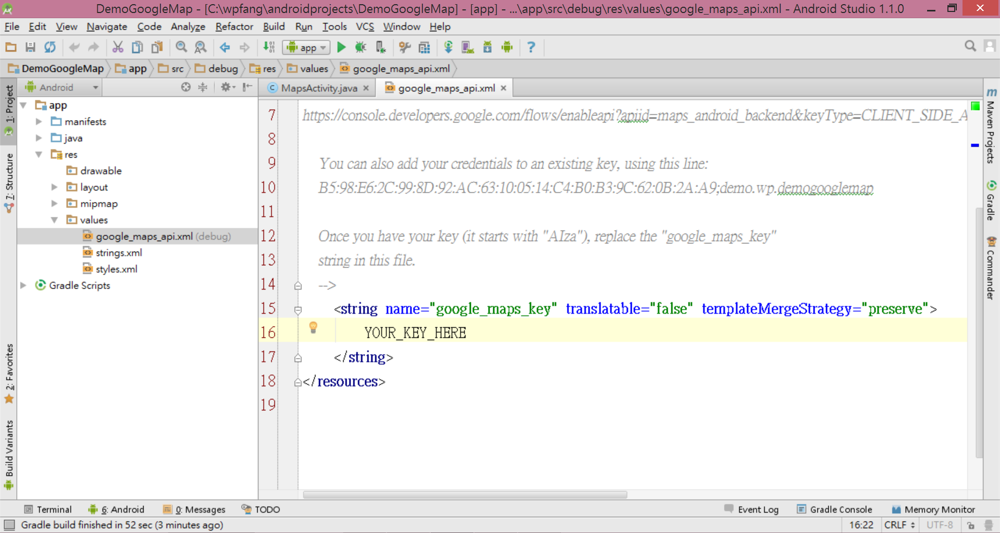 DemoGoogleMap - [C:\wpfang\androidprojects\DemoGoogleMap] - [app] - ...\app\src\debug\res\values\google_maps_api.xml - Android Studio 1.1.0
File Edit View Navigate Code Analyze Refactor Build Run Tools VCS Window Help
app
DemoGoogleMap app src debug res values google_maps_api.xml
Android
MapsActivity.java google_maps_api.xml
1: Project
7: Structure
2: Favorites
Build Variants
app
manifests
java
res
drawable
layout
mipmap
values
google_maps_api.xml (debug)
strings.xml
styles.xml
Gradle Scripts
7 https://console.developers.google.com/flows/enableapi?apiid=maps_android_backend&keyType=CLIENT_SIDE_A
8
9 You can also add your credentials to an existing key, using this line:
10 B5:98:E6:2C:99:8D:92:AC:63:10:05:14:C4:B0:B3:9C:62:0B:2A:A9;demo.wp.demogooglemap
11
12 Once you have your key (it starts with "AIza"), replace the "google_maps_key"
13 string in this file.
14 -->
15 <string name="google_maps_key" translatable="false" templateMergeStrategy="preserve">
16 YOUR_KEY_HERE
17 </string>
18 </resources>
19
m Maven Projects
Gradle
Commander
Terminal 6: Android 0: Messages TODO Event Log Gradle Console Memory Monitor
Gradle build finished in 52 sec (3 minutes ago) 16:22 CRLF UTF-8